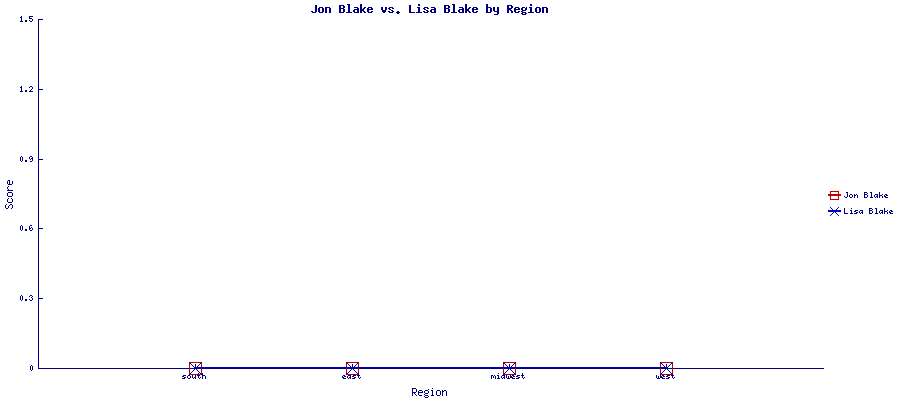 Jon Blake vs. Lisa Blake by Region
1.5
1.2
0.9
0.6
0.3
0
Score
south east midwest west
Region
Jon Blake
Lisa Blake